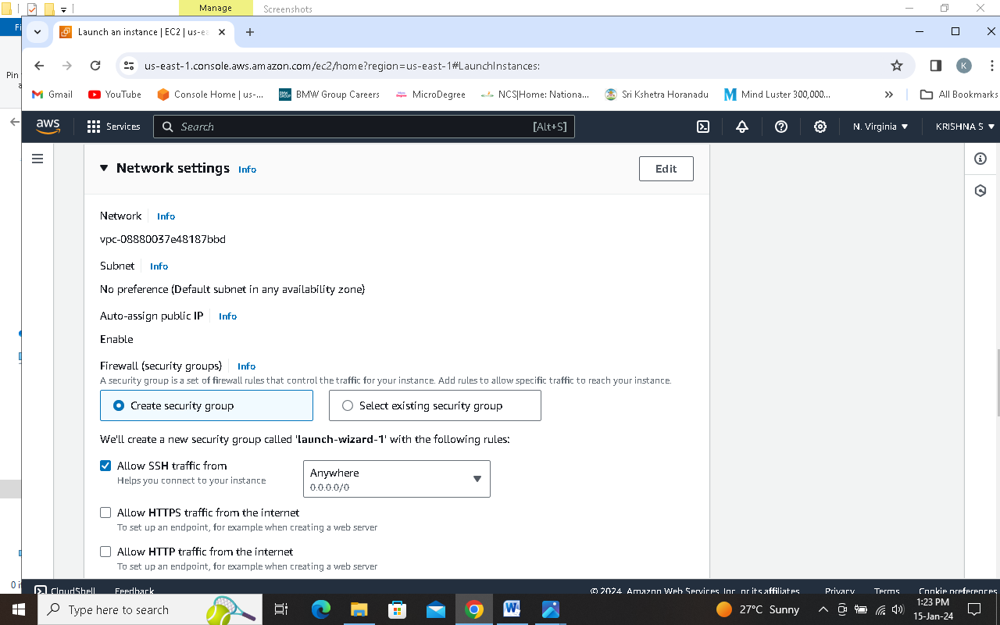 Manage
Screenshots
Launch an instance | EC2 | us-ea
us-east-1.console.aws.amazon.com/ec2/home?region=us-east-1#LaunchInstances:
K
Gmail
YouTube
Console Home | us-...
BMW Group Careers
MicroDegree
NCS|Home: Nationa...
Sri Kshetra Horanadu
Mind Luster 300,000...
All Bookmarks
aws
Services
Search
[Alt+S]
N. Virginia
KRISHNA S
Network settings Info
Edit
Network Info
vpc-08880037e48187bbd
Subnet Info
No preference (Default subnet in any availability zone)
Auto-assign public IP Info
Enable
Firewall (security groups) Info
A security group is a set of firewall rules that control the traffic for your instance. Add rules to allow specific traffic to reach your instance.
Create security group
Select existing security group
We'll create a new security group called 'launch-wizard-1' with the following rules:
Allow SSH traffic from
Helps you connect to your instance
Anywhere
0.0.0.0/0
Allow HTTPS traffic from the internet
To set up an endpoint, for example when creating a web server
Allow HTTP traffic from the internet
To set up an endpoint, for example when creating a web server
CloudShell
Feedback
© 2024, Amazon Web Services, Inc. or its affiliates.
Privacy
Terms
Cookie preferences
Type here to search
27°C Sunny
1:23 PM
15-Jan-24